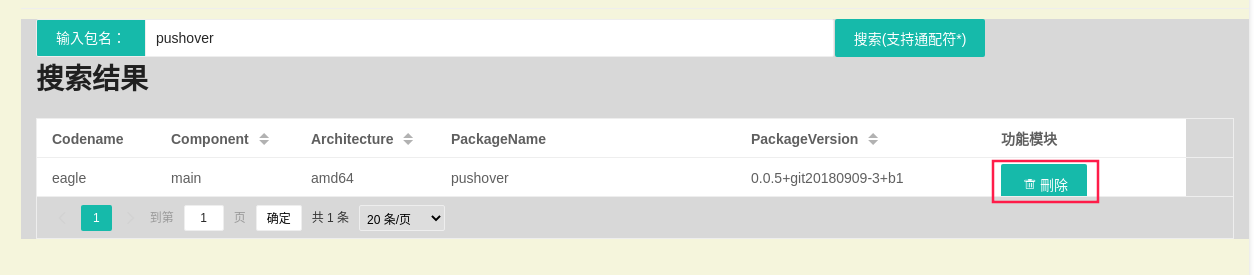 输入包名： pushover 搜索(支持通配符*)
搜索结果
Codename Component Architecture PackageName PackageVersion 功能模块
eagle main amd64 pushover 0.0.5+git20180909-3+b1 刪除
1 到第 1 页 确定 共 1 条 20 条/页